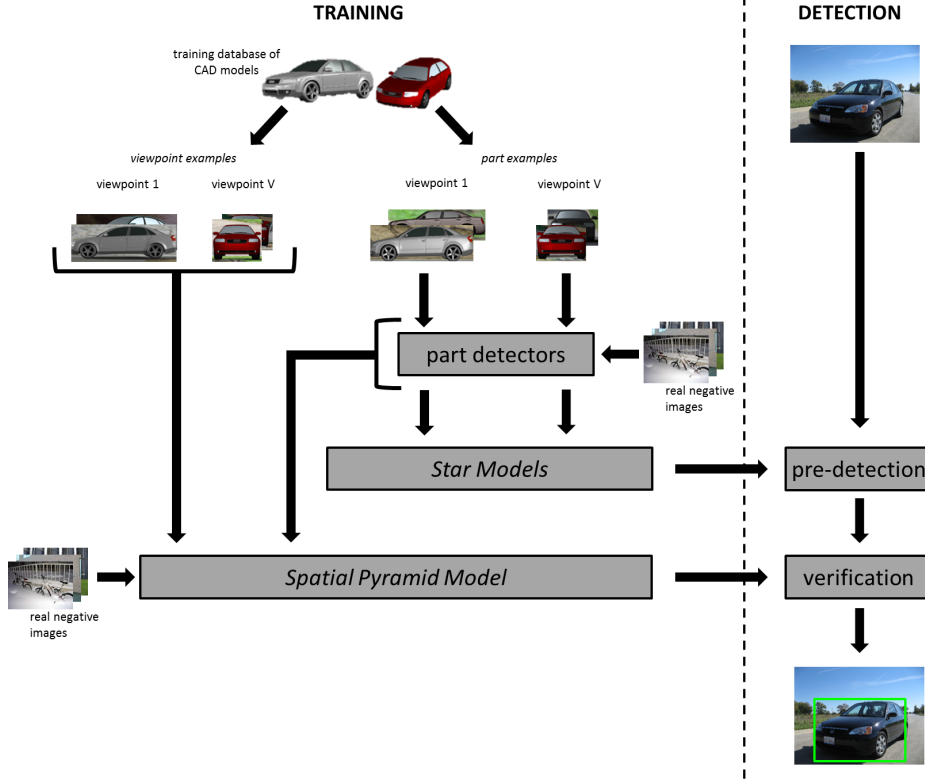 TRAINING
DETECTION
training database of
CAD models
viewpoint examples
part examples
viewpoint 1
viewpoint V
viewpoint 1
viewpoint V
part detectors
real negative
images
Star Models
pre-detection
Spatial Pyramid Model
verification
real negative
images